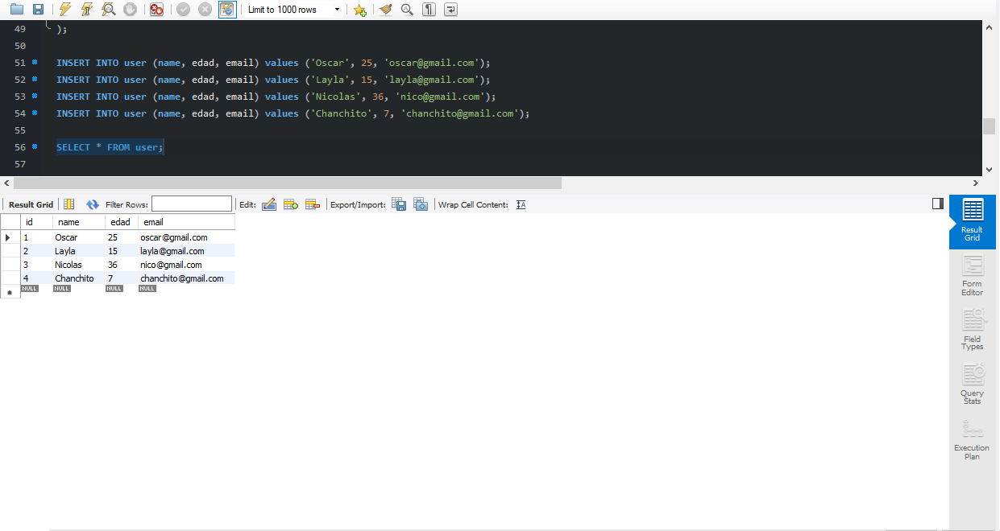 Limit to 1000 rows
49 );
50
51 INSERT INTO user (name, edad, email) values ('Oscar', 25, 'oscar@gmail.com');
52 INSERT INTO user (name, edad, email) values ('Layla', 15, 'layla@gmail.com');
53 INSERT INTO user (name, edad, email) values ('Nicolas', 36, 'nico@gmail.com');
54 INSERT INTO user (name, edad, email) values ('Chanchito', 7, 'chanchito@gmail.com');
55
56 SELECT * FROM user;
57
Result Grid Filter Rows: Edit: Export/Import: Wrap Cell Content: IA
id name edad email
1 Oscar 25 oscar@gmail.com
2 Layla 15 layla@gmail.com
3 Nicolas 36 nico@gmail.com
4 Chanchito 7 chanchito@gmail.com
NULL NULL NULL NULL
Result
Grid
Form
Editor
Field
Types
Query
Stats
Execution
Plan